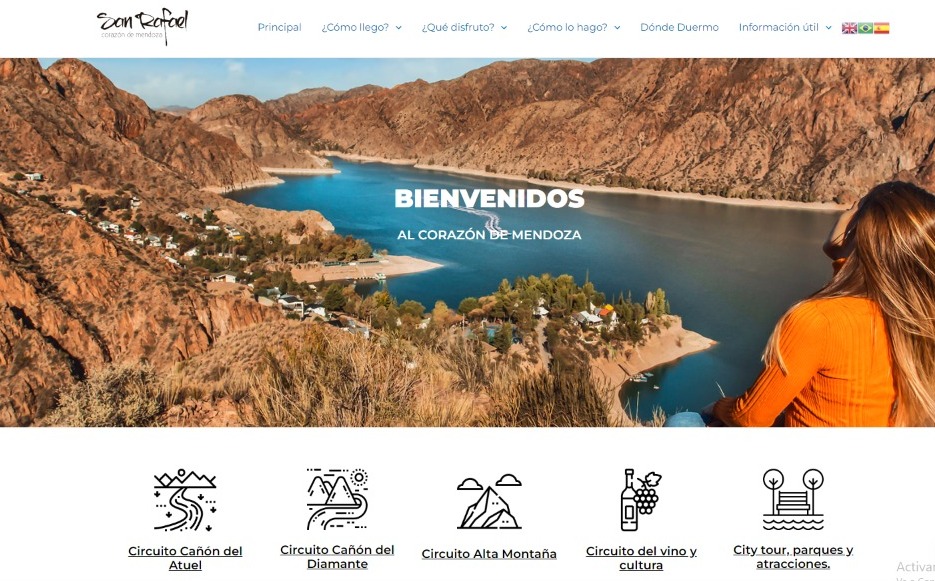 San Rafael
corazón de mendoza
Principal
¿Cómo llego?
¿Qué disfruto?
¿Cómo lo hago?
Dónde Duermo
Información útil
BIENVENIDOS
AL CORAZÓN DE MENDOZA
Circuito Cañón del
Atuel
Circuito Cañón del
Diamante
Circuito Alta Montaña
Circuito del vino y
cultura
City tour, parques y
atracciones.
Activar